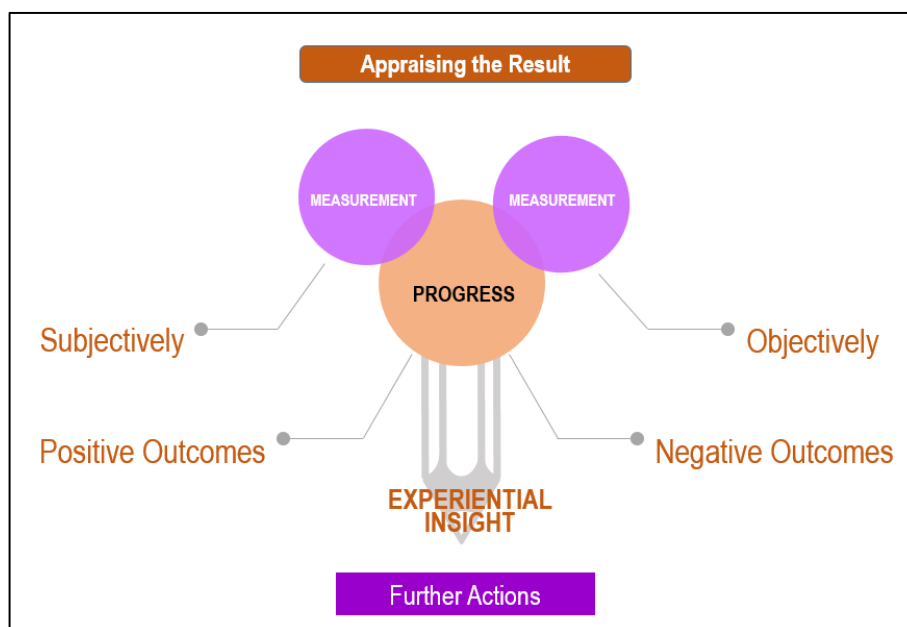 Appraising the Result
MEASUREMENT
MEASUREMENT
PROGRESS
Subjectively
Objectively
Positive Outcomes
Negative Outcomes
EXPERIENTIAL
INSIGHT
Further Actions